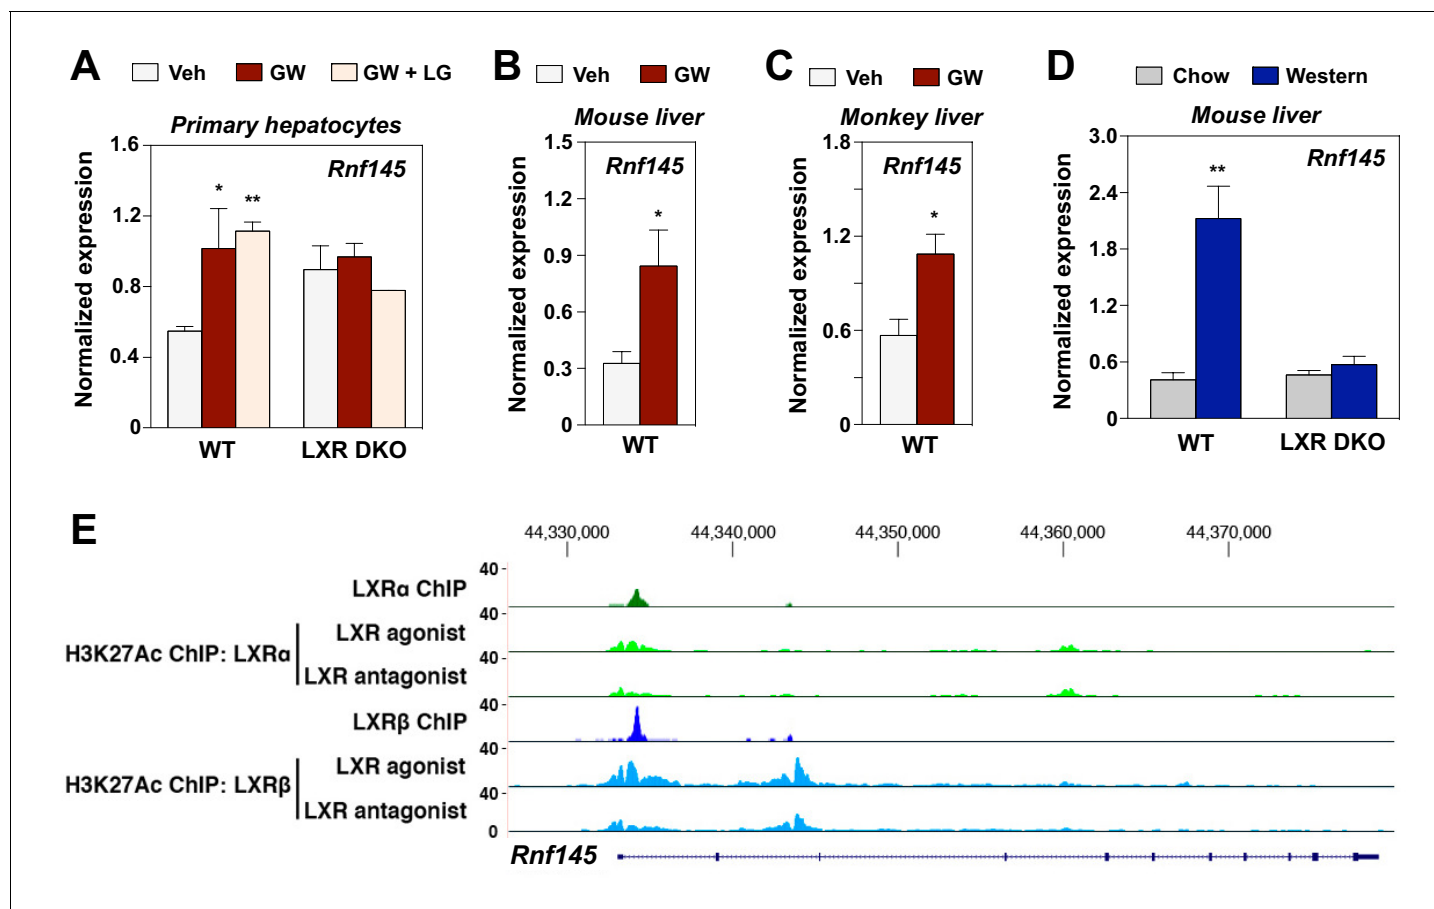 A Veh GW GW + LG
Primary hepatocytes
Rnf145
Normalized expression
1.6
1.2
0.8
0.4
0
* **
WT LXR DKO
B Veh GW
Mouse liver
Rnf145
Normalized expression
1.5
1.2
0.9
0.6
0.3
0
*
WT
C Veh GW
Monkey liver
Rnf145
Normalized expression
1.8
1.2
0.6
0
*
WT
D Chow Western
Mouse liver
Rnf145
Normalized expression
3.0
2.4
1.8
1.2
0.6
0
**
WT LXR DKO
E
44,330,000 44,340,000 44,350,000 44,360,000 44,370,000
LXRα ChIP 40
H3K27Ac ChIP: LXRα
LXR agonist 40
LXR antagonist 40
LXRβ ChIP 40
H3K27Ac ChIP: LXRβ
LXR agonist 40
LXR antagonist 40
0
Rnf145